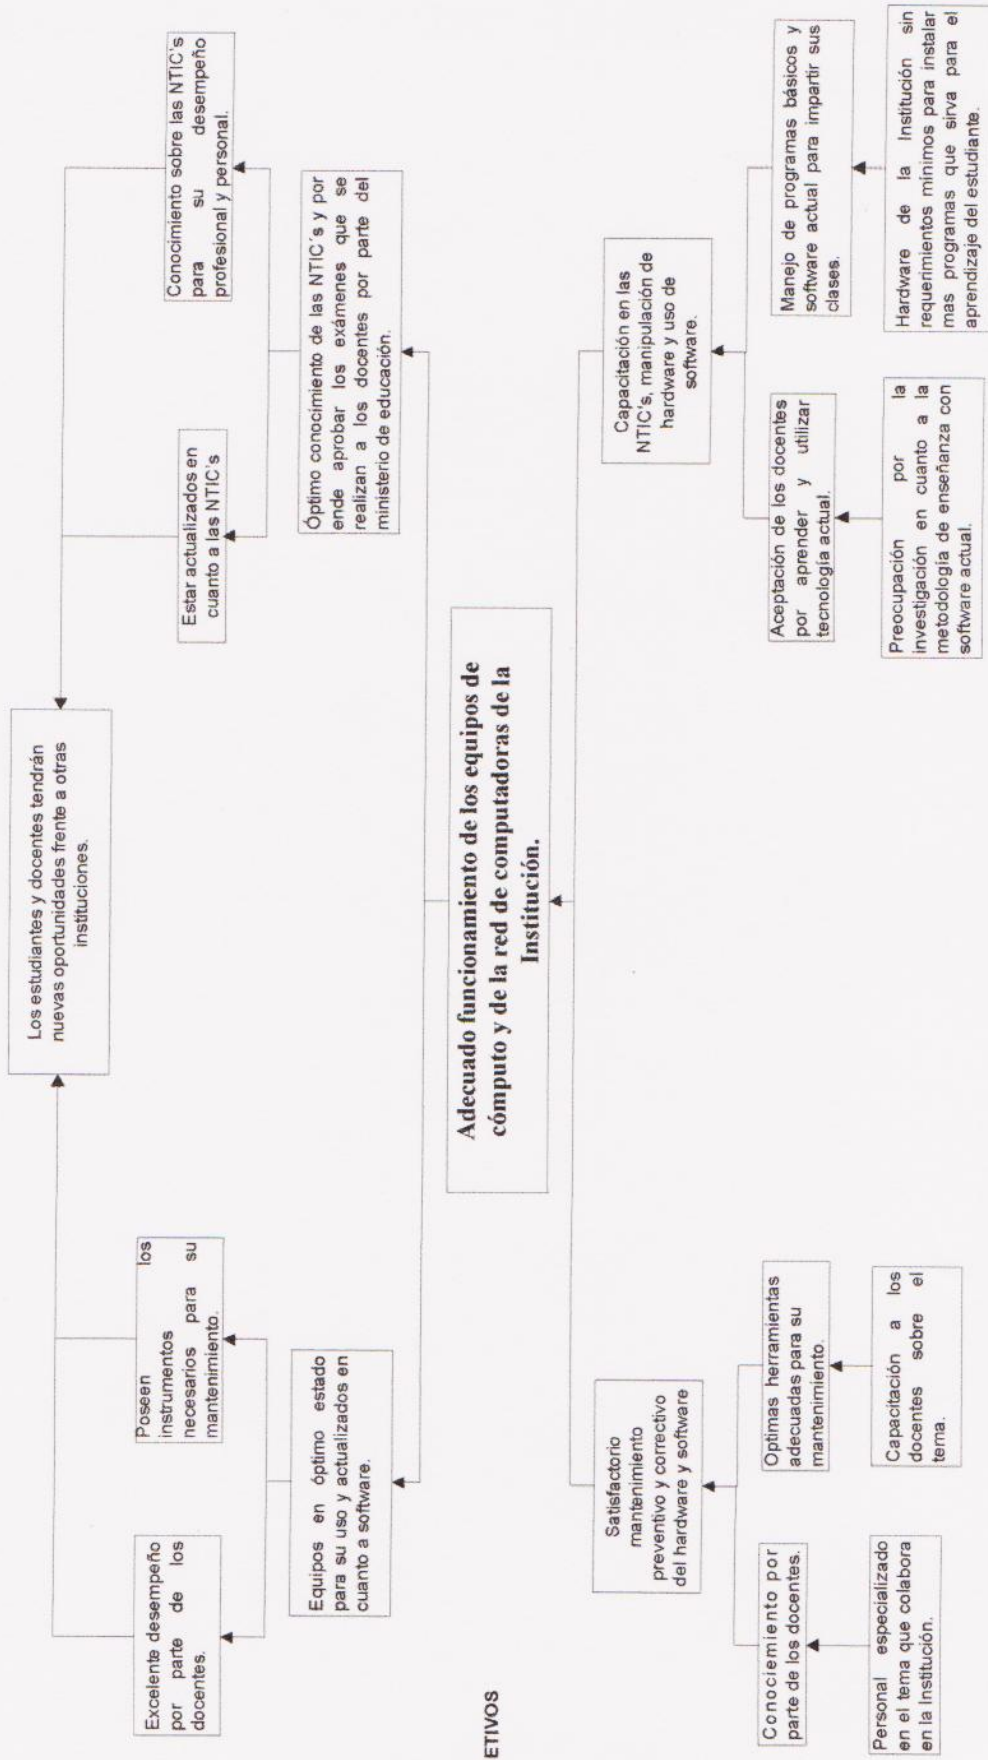 Los estudiantes y docentes tendrán
nuevas oportunidades frente a otras
instituciones.
Excelente desempeño
por parte de los
docentes.
Poseen los
instrumentos
necesarios para su
mantenimiento.
Estar actualizados en
cuanto a las NTIC's
Conocimiento sobre las NTIC's
para su desempeño
profesional y personal.
Equipos en óptimo estado
para su uso y actualizados en
cuanto a software.
Óptimo conocimiento de las NTIC's y por
ende aprobar los exámenes que se
realizan a los docentes por parte del
ministerio de educación.
Adecuado funcionamiento de los equipos de
cómputo y de la red de computadoras de la
Institución.
ETIVOS
Satisfactorio
mantenimiento
preventivo y correctivo
del hardware y software
Capacitación en las
NTIC's, manipulación de
hardware y uso de
software.
Conociemiento por
parte de los docentes.
Optimas herramientas
adecuadas para su
mantenimiento.
Aceptación de los docentes
por aprender y utilizar
tecnología actual.
Manejo de programas básicos y
software actual para impartir sus
clases.
Personal especializado
en el tema que colabora
en la Institución.
Capacitación a los
docentes sobre el
tema.
Preocupación por la
investigación en cuanto a la
metodología de enseñanza con
software actual.
Hardware de la Institución sin
requerimientos mínimos para instalar
mas programas que sirva para el
aprendizaje del estudiante.